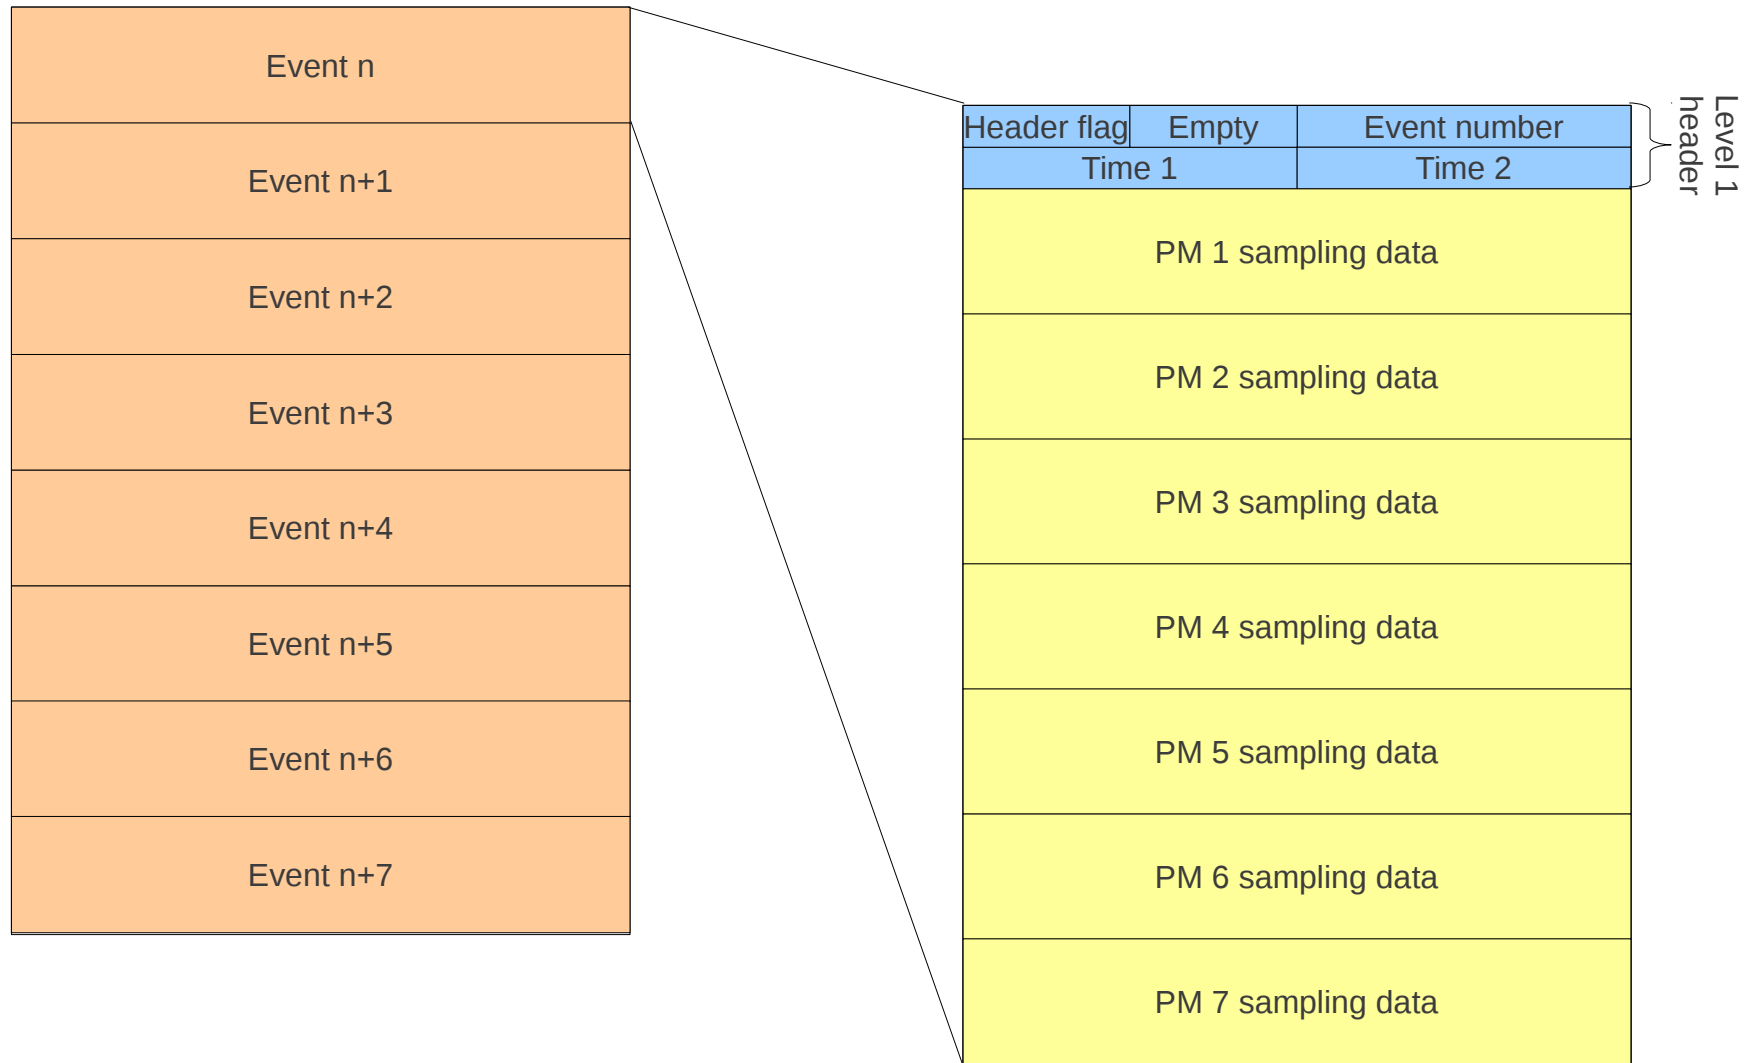 Event n
Event n+1
Event n+2
Event n+3
Event n+4
Event n+5
Event n+6
Event n+7
Header flag Empty Event number
Time 1 Time 2
Level 1
header
PM 1 sampling data
PM 2 sampling data
PM 3 sampling data
PM 4 sampling data
PM 5 sampling data
PM 6 sampling data
PM 7 sampling data